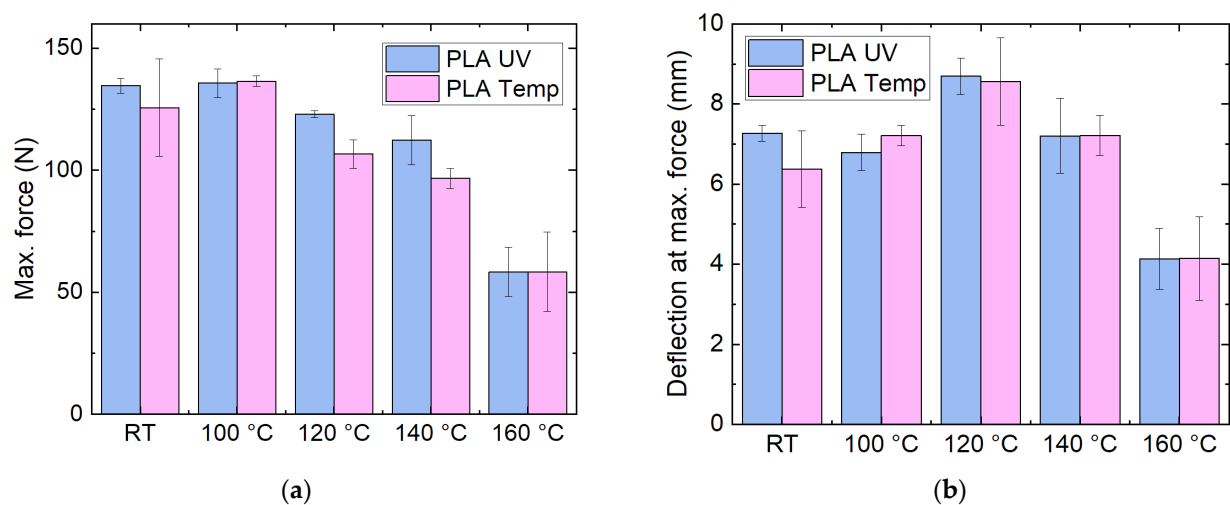 150
100
50
0
Max. force (N)
PLA UV
PLA Temp
RT 100 °C 120 °C 140 °C 160 °C
(a)
10
8
6
4
2
0
Deflection at max. force (mm)
PLA UV
PLA Temp
RT 100 °C 120 °C 140 °C 160 °C
(b)